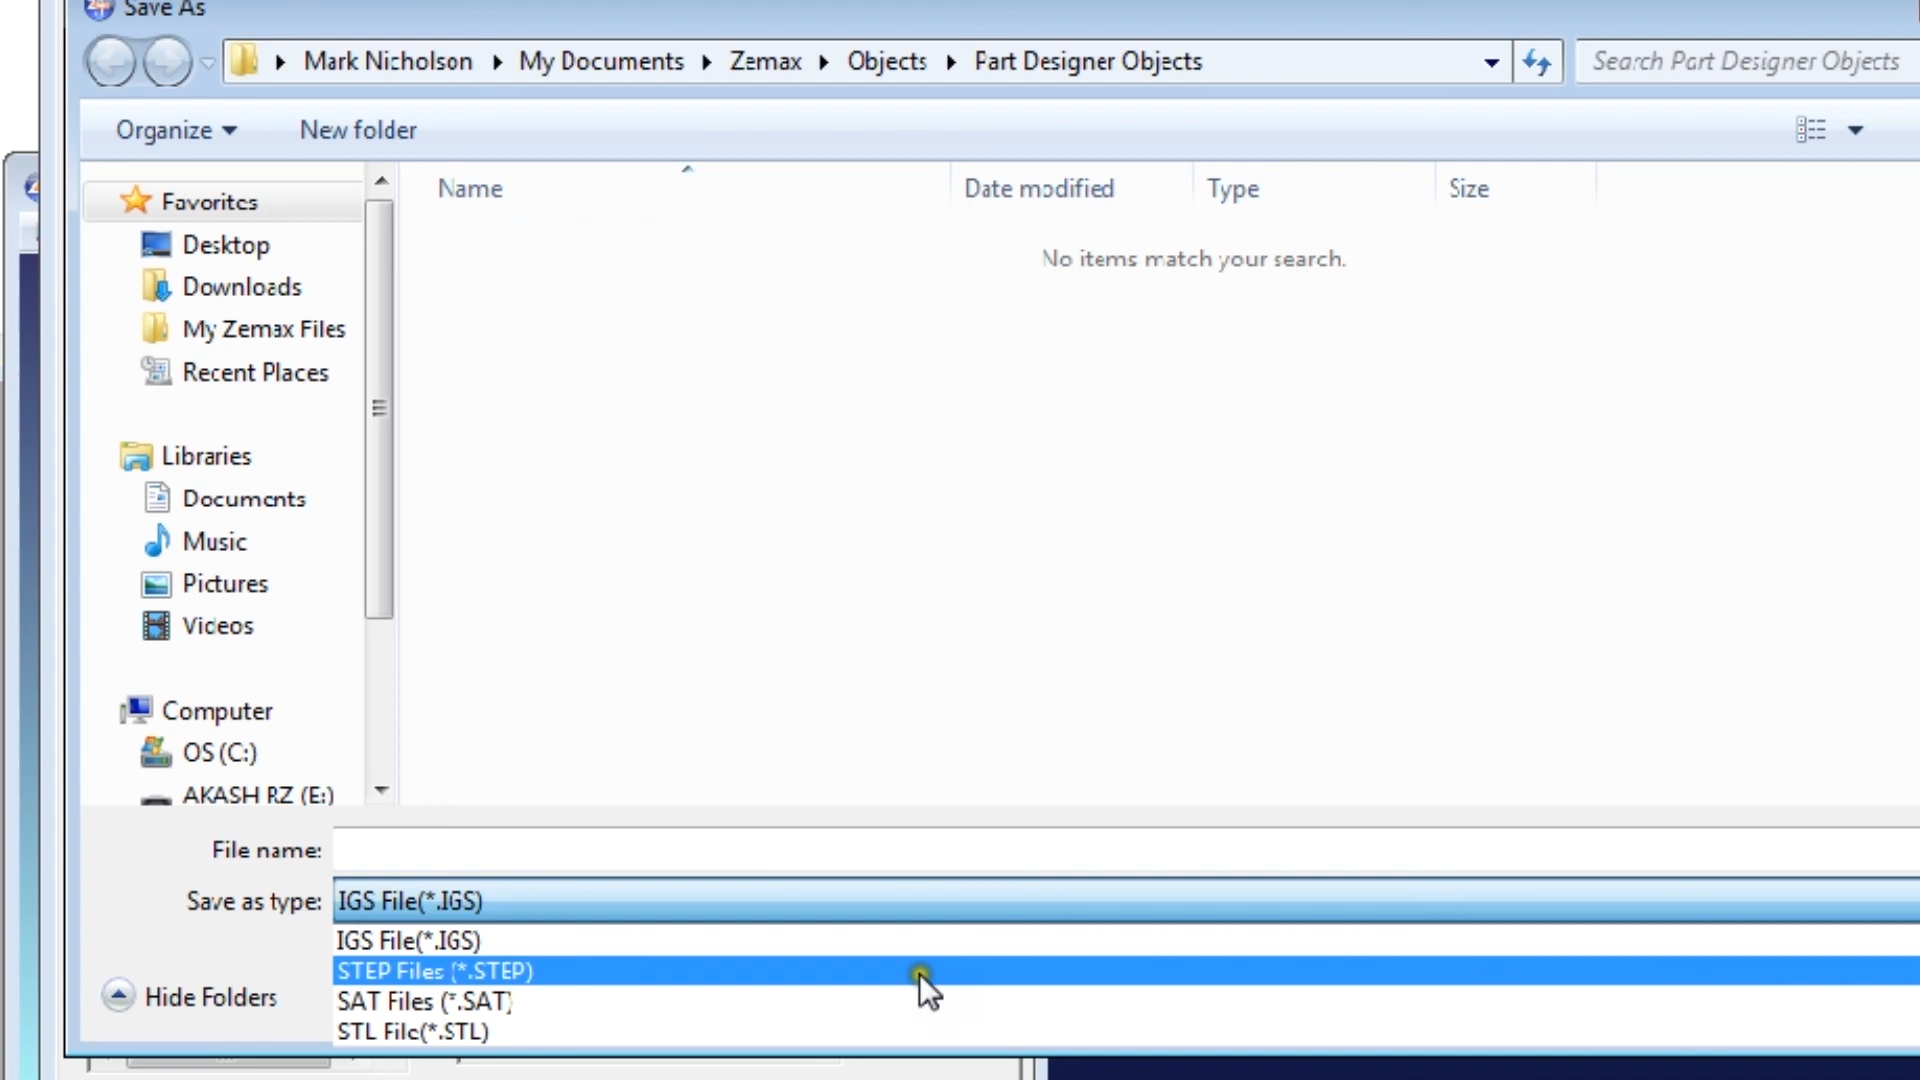 Save As
Mark Nicholson My Documents Zemax Objects Part Designer Objects
Search Part Designer Objects
Organize New folder
Name Date modified Type Size
No items match your search.
Favorites
Desktop
Downloads
My Zemax Files
Recent Places
Libraries
Documents
Music
Pictures
Videos
Computer
OS (C:)
AKASH RZ (E:)
File name:
Save as type: IGS File(*.IGS)
IGS File(*.IGS)
STEP Files (*.STEP)
SAT Files (*.SAT)
STL File(*.STL)
Hide Folders